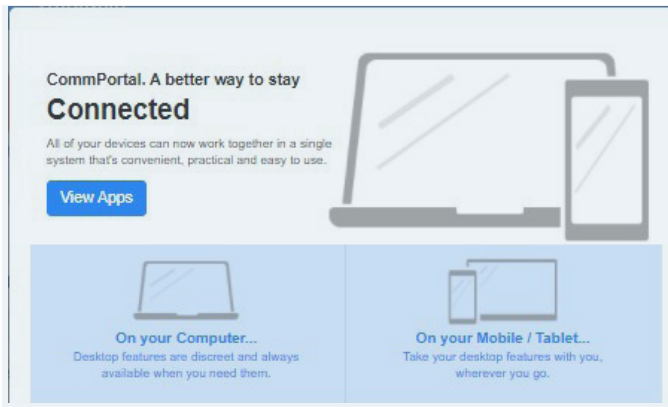 CommPortal. A better way to stay
Connected
All of your devices can now work together in a single
system that's convenient, practical and easy to use.
View Apps
On your Computer...
Desktop features are discreet and always
available when you need them.
On your Mobile / Tablet...
Take your desktop features with you,
wherever you go.